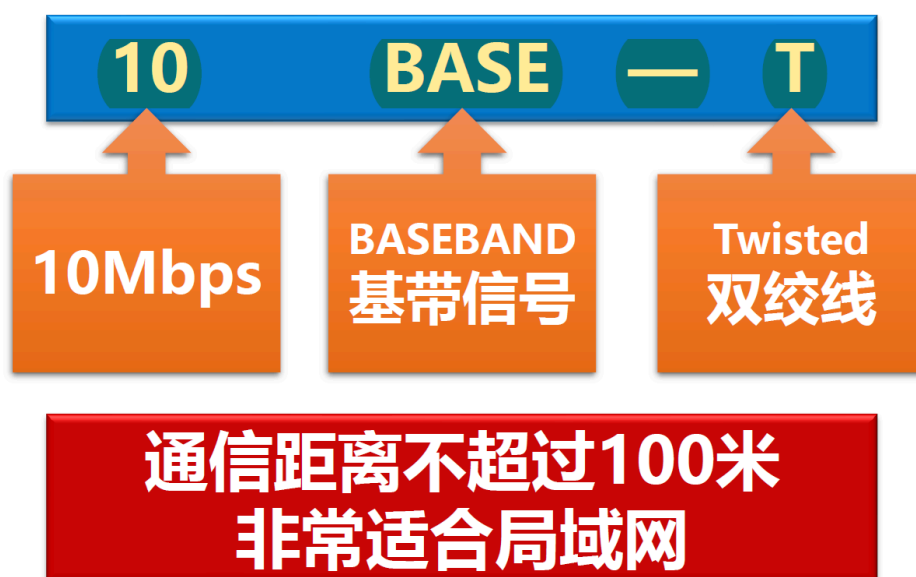 10 BASE — T
10Mbps
BASEBAND
基带信号
Twisted
双绞线
通信距离不超过100米
非常适合局域网